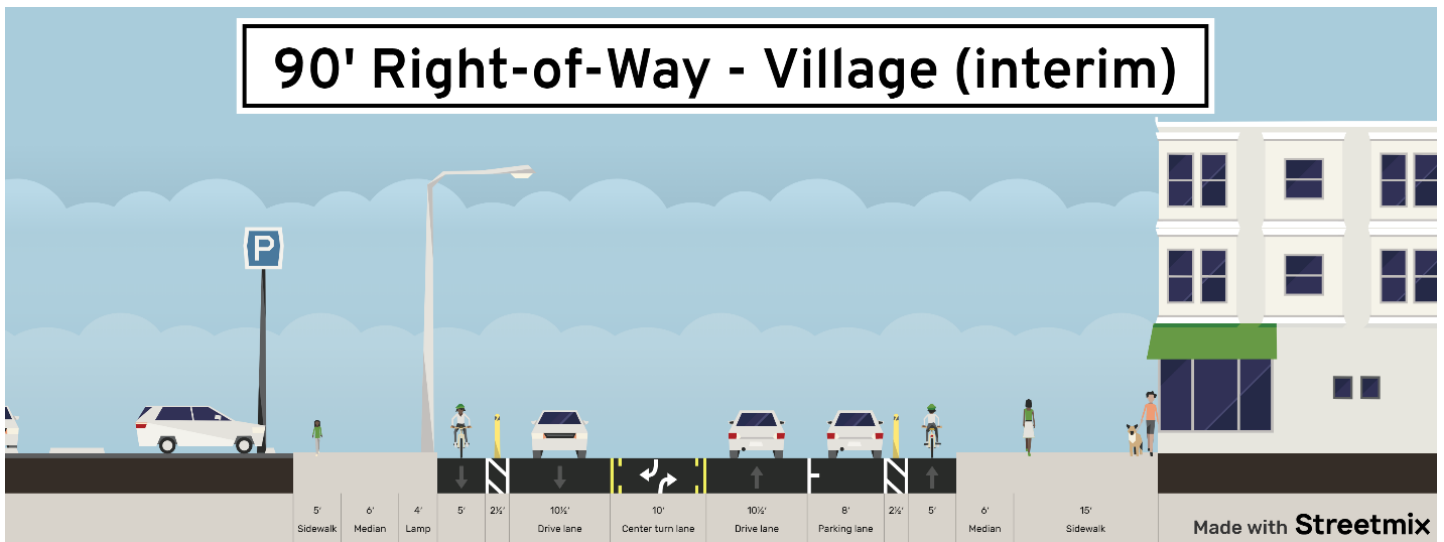 90' Right-of-Way - Village (interim)
P
5' 6' 4' 5' 2½' 10½' 10' 10½' 8' 2½' 5' 6' 15'
Sidewalk Median Lamp Drive lane Center turn lane Drive lane Parking lane Median Sidewalk
Made with Streetmix